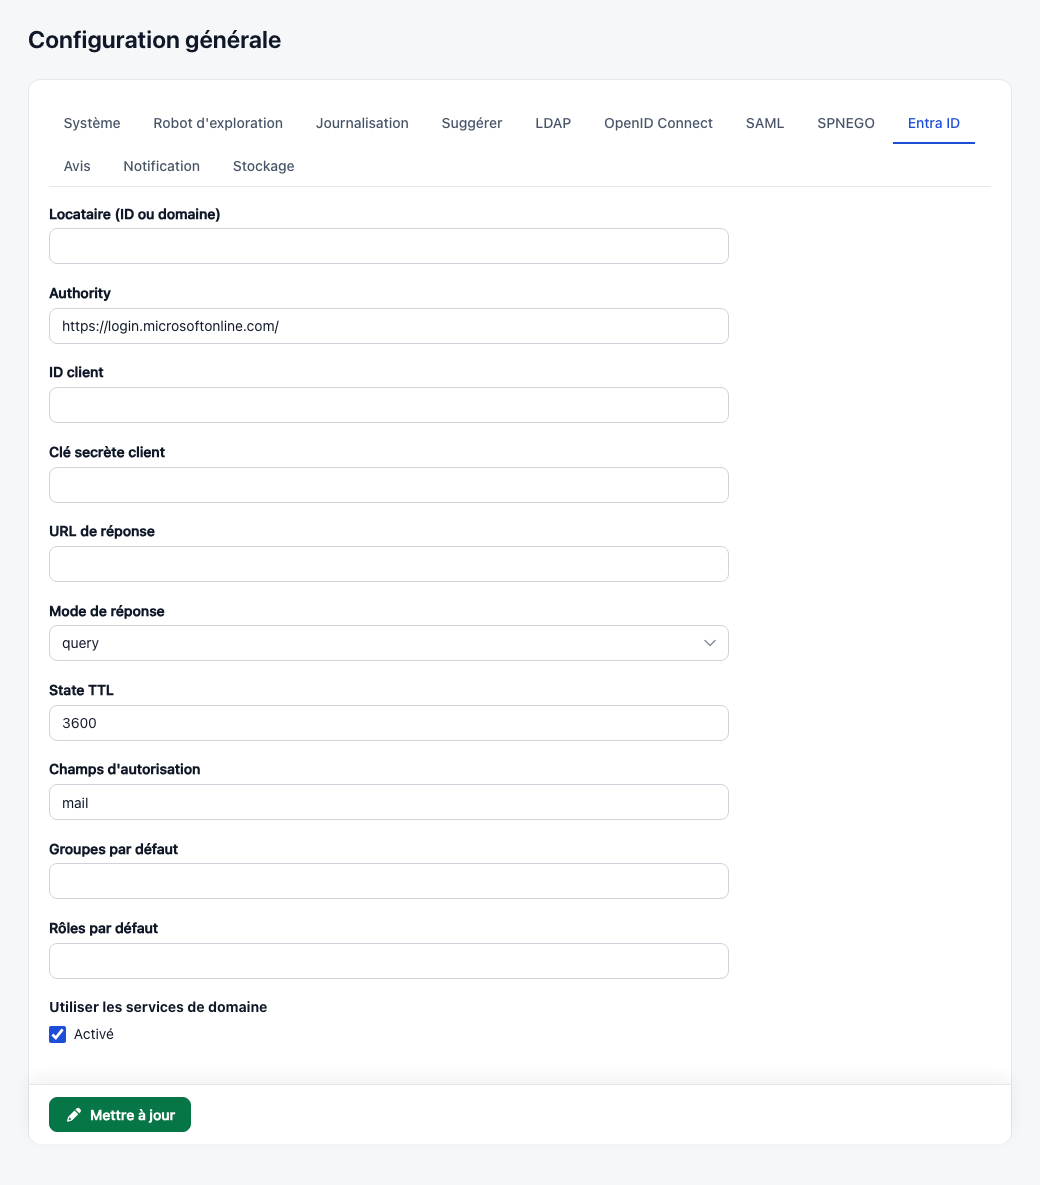 Configuration générale
Système Robot d'exploration Journalisation Suggérer LDAP OpenID Connect SAML SPNEGO Entra ID
Avis Notification Stockage
Locataire (ID ou domaine)
Authority
https://login.microsoftonline.com/
ID client
Clé secrète client
URL de réponse
Mode de réponse
query
State TTL
3600
Champs d'autorisation
mail
Groupes par défaut
Rôles par défaut
Utiliser les services de domaine
Activé
Mettre à jour